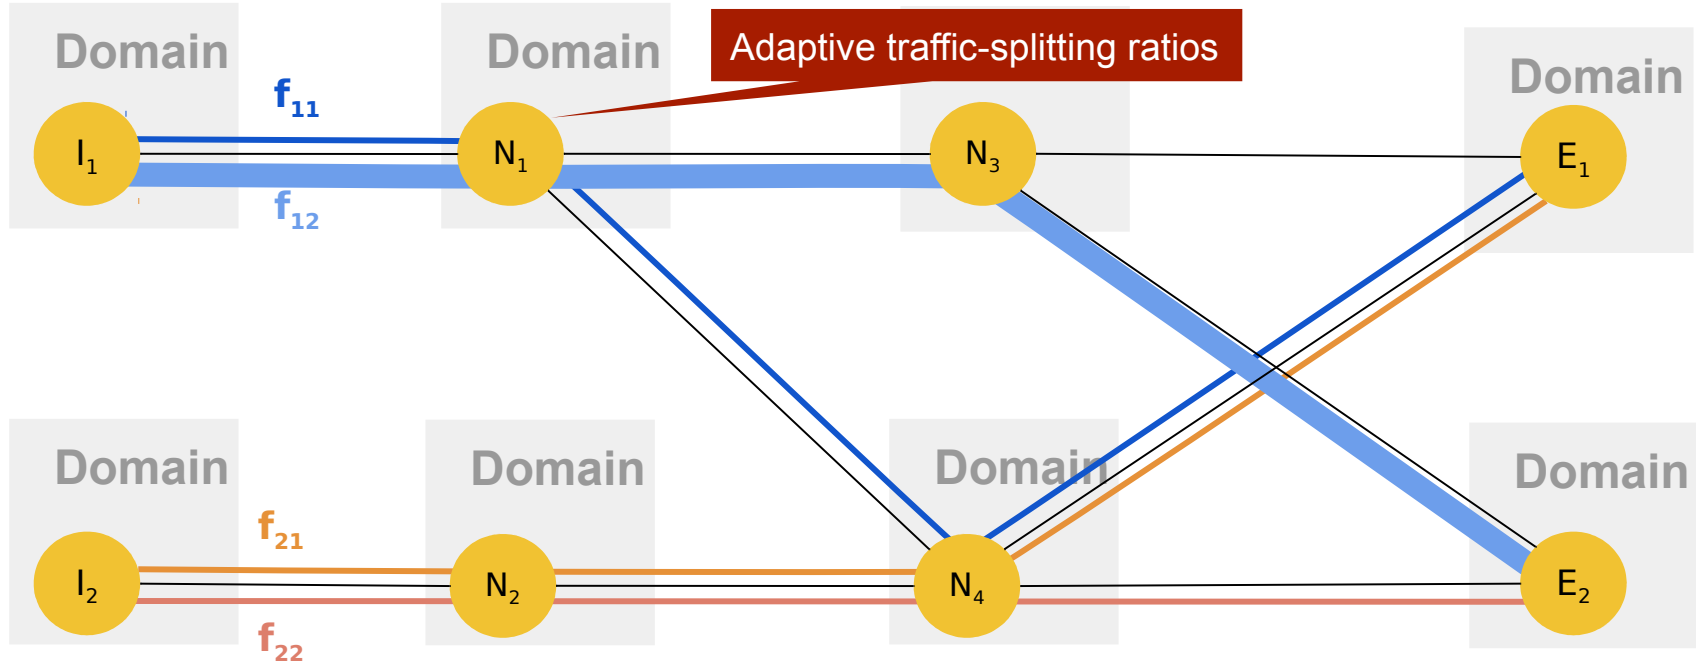 Domain
Domain
Adaptive traffic-splitting ratios
Domain
f11
I1
N1
N3
E1
f12
Domain
Domain
Domain
Domain
f21
I2
N2
N4
E2
f22